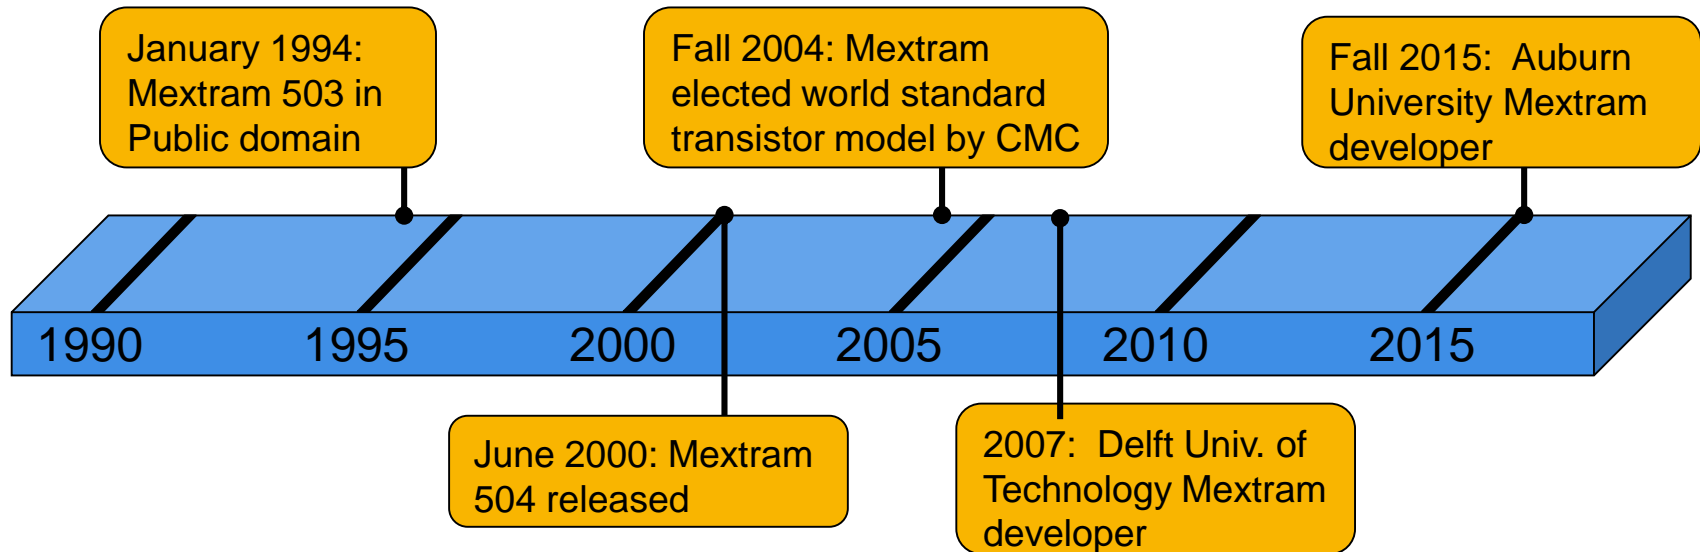 January 1994:
Mextram 503 in
Public domain
Fall 2004: Mextram
elected world standard
transistor model by CMC
Fall 2015:  Auburn
University Mextram
developer
1990
1995
2000
2005
2010
2015
June 2000: Mextram
504 released
2007:  Delft Univ. of
Technology Mextram
developer